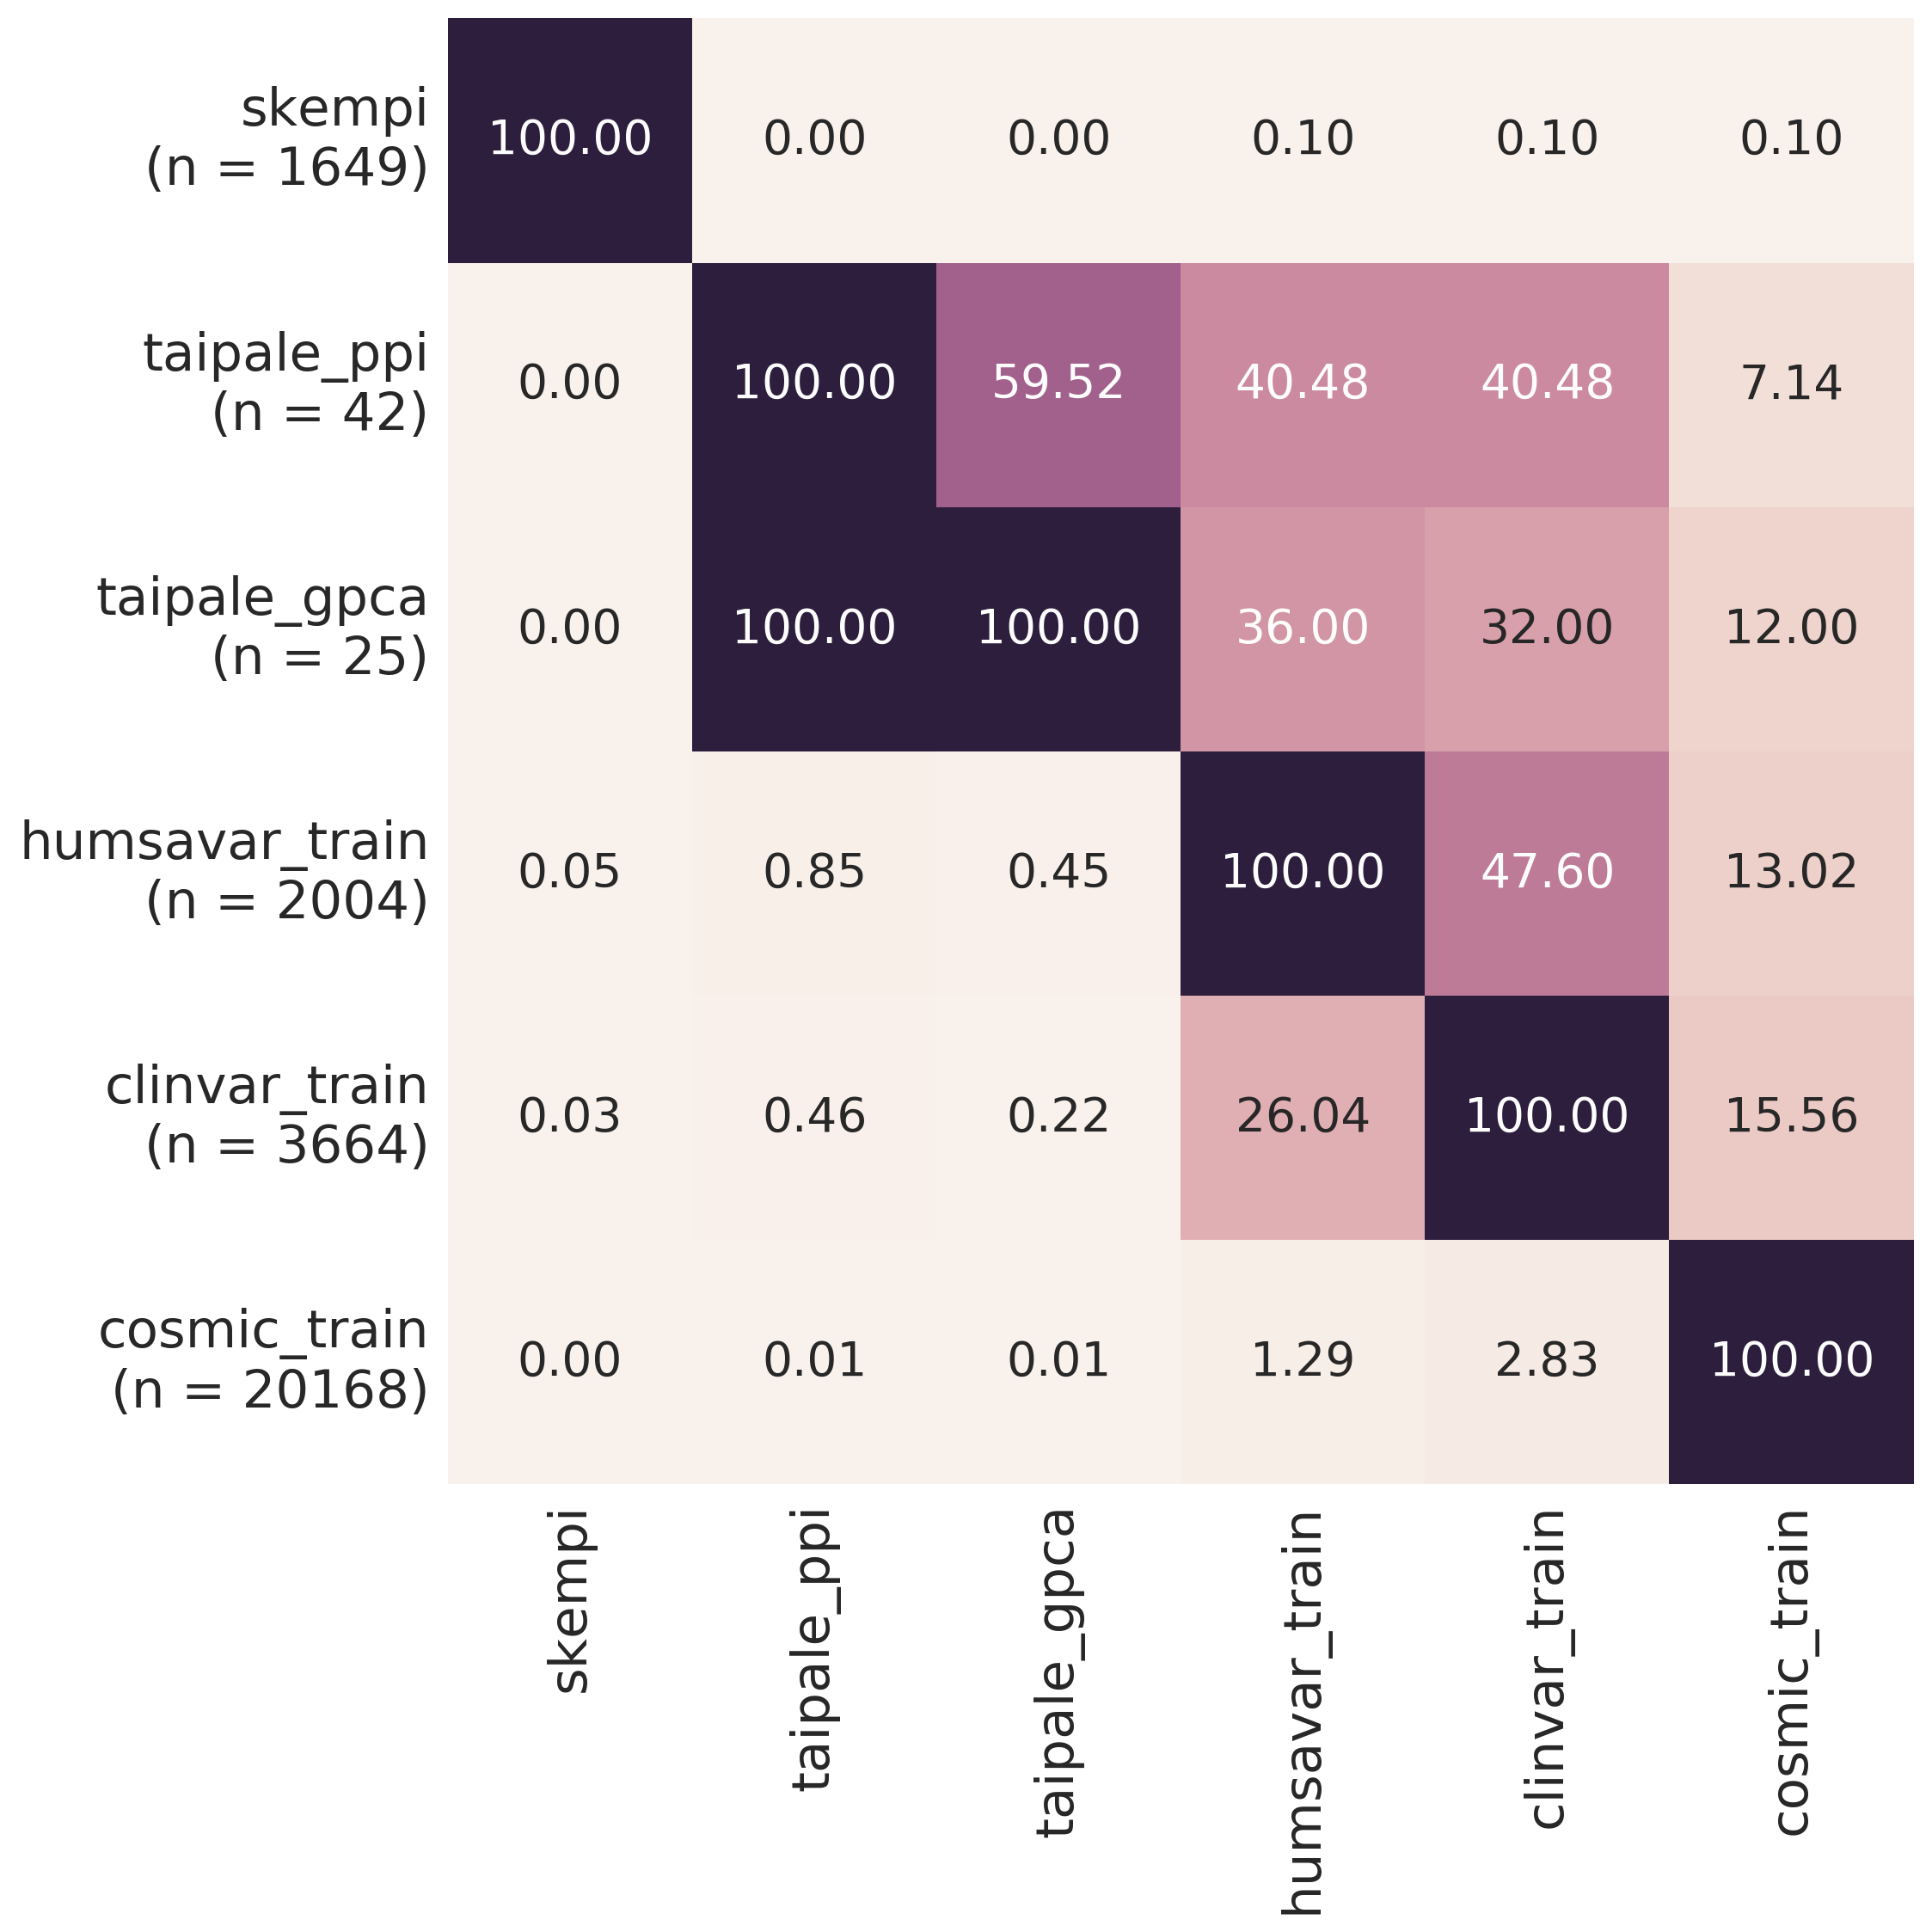 skempi
(n = 1649)
100.00 0.00 0.00 0.10 0.10 0.10
taipale_ppi
(n = 42)
0.00 100.00 59.52 40.48 40.48 7.14
taipale_gpca
(n = 25)
0.00 100.00 100.00 36.00 32.00 12.00
humsavar_train
(n = 2004)
0.05 0.85 0.45 100.00 47.60 13.02
clinvar_train
(n = 3664)
0.03 0.46 0.22 26.04 100.00 15.56
cosmic_train
(n = 20168)
0.00 0.01 0.01 1.29 2.83 100.00
skempi
taipale_ppi
taipale_gpca
humsavar_train
clinvar_train
cosmic_train